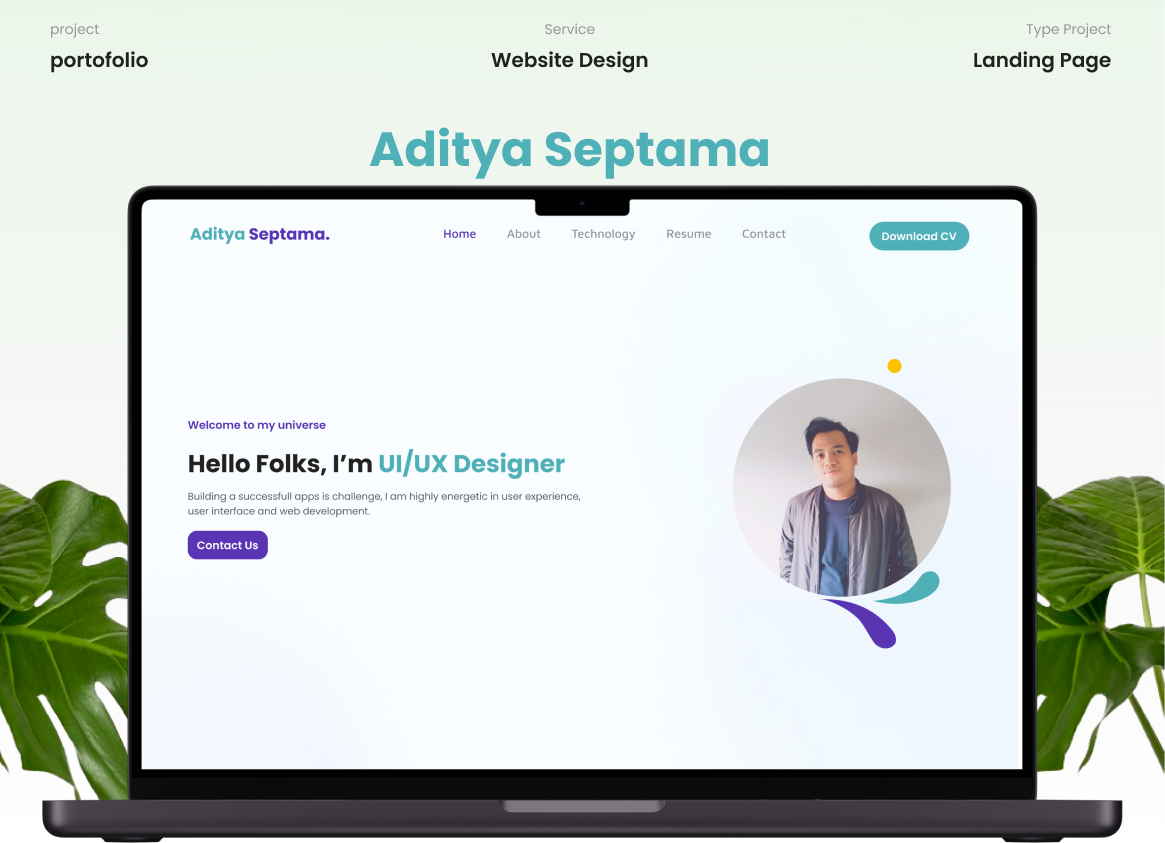 project
portofolio
Service
Website Design
Type Project
Landing Page
Aditya Septama
Aditya Septama.
Home
About
Technology
Resume
Contact
Download CV
Welcome to my universe
Hello Folks, I’m UI/UX Designer
Building a successfull apps is challenge, I am highly energetic in user experience,
user interface and web development.
Contact Us